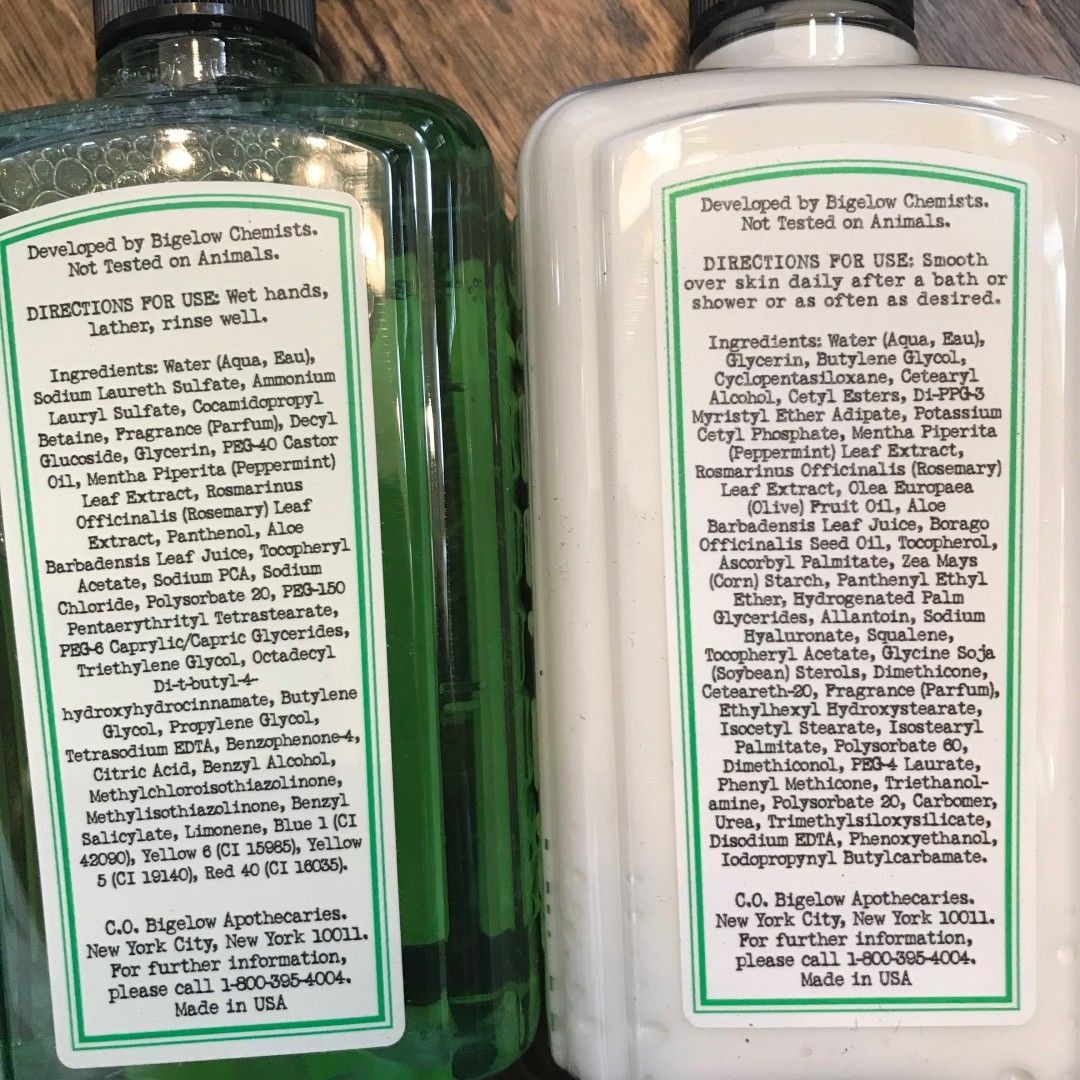 Developed by Bigelow Chemists.
Not Tested on Animals.
DIRECTIONS FOR USE: Wet hands,
lather, rinse well.
Ingredients: Water (Aqua, Eau),
Sodium Laureth Sulfate, Ammonium
Lauryl Sulfate, Cocamidopropyl
Betaine, Fragrance (Parfum), Decyl
Glucoside, Glycerin, PEG-40 Castor
Oil, Mentha Piperita (Peppermint)
Leaf Extract, Rosmarinus
Officinalis (Rosemary) Leaf
Extract, Panthenol, Aloe
Barbadensis Leaf Juice, Tocopheryl
Acetate, Sodium PCA, Sodium
Chloride, Polysorbate 20, PEG-150
Pentaerythrityl Tetrastearate,
PEG-6 Caprylic/Capric Glycerides,
Triethylene Glycol, Octadecyl
Di-t-butyl-4-
hydroxyhydrocinnamate, Butylene
Glycol, Propylene Glycol,
Tetrasodium EDTA, Benzophenone-4,
Citric Acid, Benzyl Alcohol,
Methylchloroisothiazolinone,
Methylisothiazolinone, Benzyl
Salicylate, Limonene, Blue 1 (CI
42090), Yellow 6 (CI 15985), Yellow
5 (CI 19140), Red 40 (CI 16035).
C.O. Bigelow Apothecaries.
New York City, New York 10011.
For further information,
please call 1-800-395-4004.
Made in USA
Developed by Bigelow Chemists.
Not Tested on Animals.
DIRECTIONS FOR USE: Smooth
over skin daily after a bath or
shower or as often as desired.
Ingredients: Water (Aqua, Eau),
Glycerin, Butylene Glycol,
Cyclopentasiloxane, Cetearyl
Alcohol, Cetyl Esters, Di-PPG-3
Myristyl Ether Adipate, Potassium
Cetyl Phosphate, Mentha Piperita
(Peppermint) Leaf Extract,
Rosmarinus Officinalis (Rosemary)
Leaf Extract, Olea Europaea
(Olive) Fruit Oil, Aloe
Barbadensis Leaf Juice, Borago
Officinalis Seed Oil, Tocopherol,
Ascorbyl Palmitate, Zea Mays
(Corn) Starch, Panthenyl Ethyl
Ether, Hydrogenated Palm
Glycerides, Allantoin, Sodium
Hyaluronate, Squalene,
Tocopheryl Acetate, Glycine Soja
(Soybean) Sterols, Dimethicone,
Ceteareth-20, Fragrance (Parfum),
Ethylhexyl Hydroxystearate,
Isocetyl Stearate, Isostearyl
Palmitate, Polysorbate 60,
Dimethiconol, PEG-4 Laurate,
Phenyl Methicone, Triethanol-
amine, Polysorbate 20, Carbomer,
Urea, Trimethylsiloxysilicate,
Disodium EDTA, Phenoxyethanol,
Iodopropynyl Butylcarbamate.
C.O. Bigelow Apothecaries.
New York City, New York 10011.
For further information,
please call 1-800-395-4004.
Made in USA